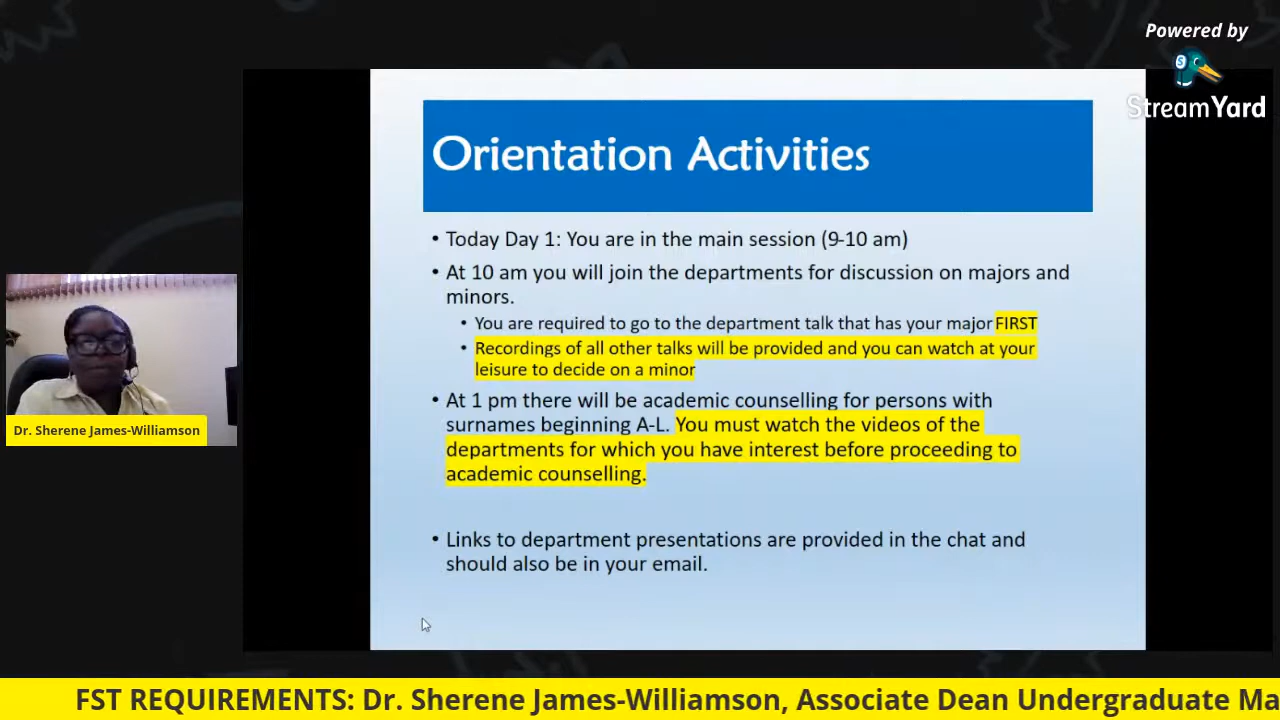 Powered by
StreamYard
Orientation Activities
• Today Day 1: You are in the main session (9-10 am)
• At 10 am you will join the departments for discussion on majors and
minors.
• You are required to go to the department talk that has your major FIRST
• Recordings of all other talks will be provided and you can watch at your
leisure to decide on a minor
• At 1 pm there will be academic counselling for persons with
surnames beginning A-L. You must watch the videos of the
departments for which you have interest before proceeding to
academic counselling.
• Links to department presentations are provided in the chat and
should also be in your email.
Dr. Sherene James-Williamson
FST REQUIREMENTS: Dr. Sherene James-Williamson, Associate Dean Undergraduate Ma